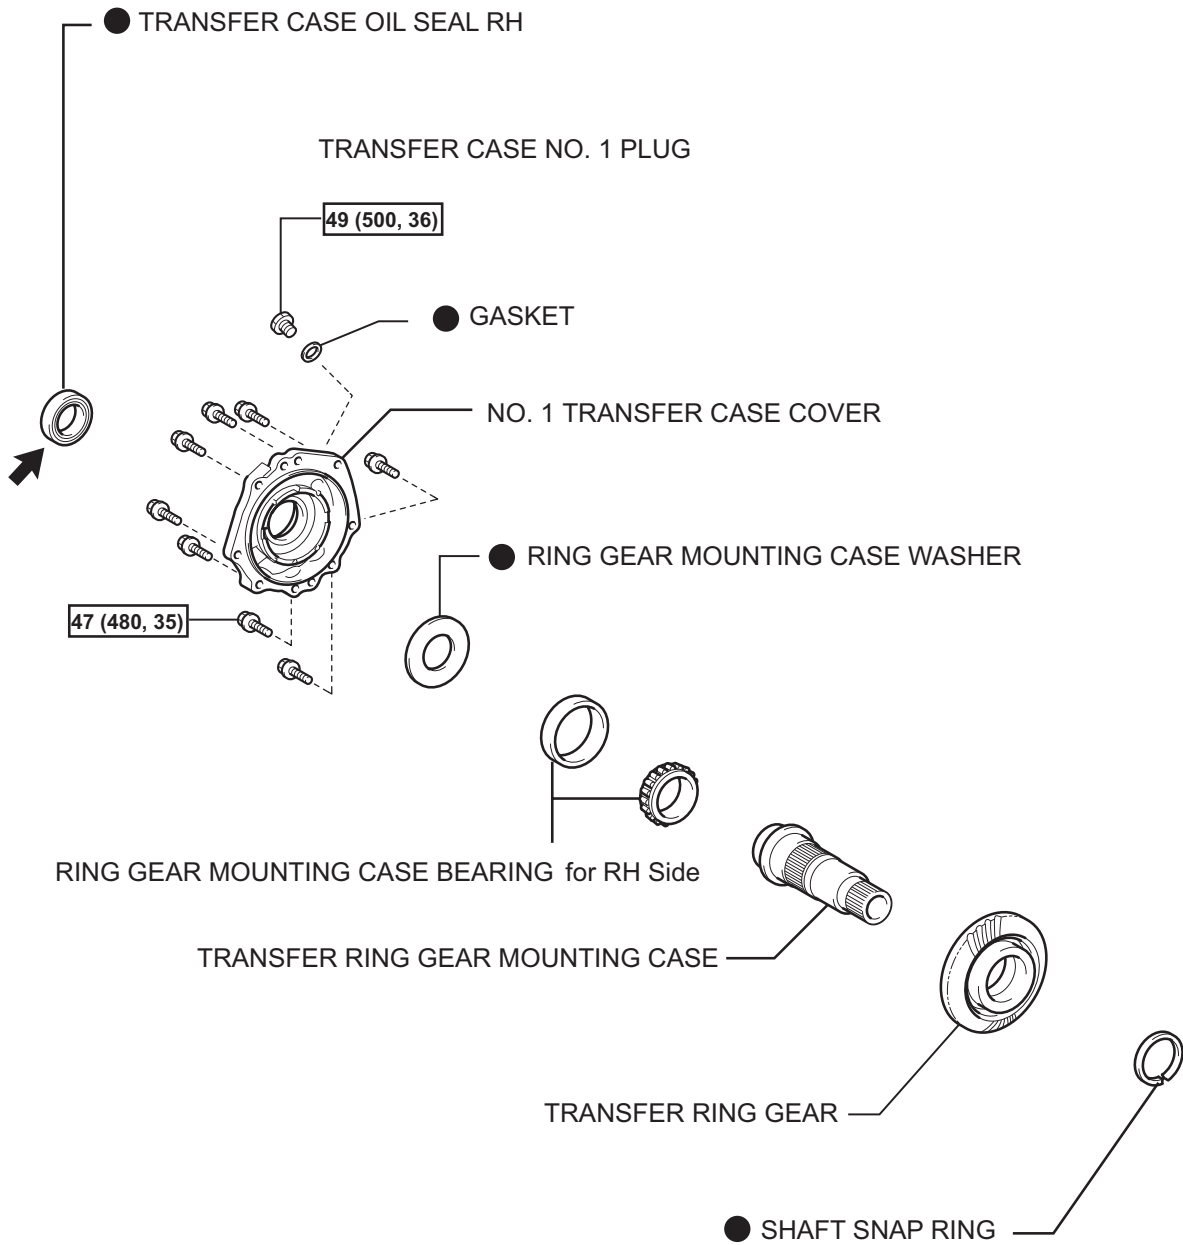 TRANSFER CASE OIL SEAL RH
TRANSFER CASE NO. 1 PLUG
49 (500, 36)
GASKET
NO. 1 TRANSFER CASE COVER
RING GEAR MOUNTING CASE WASHER
47 (480, 35)
RING GEAR MOUNTING CASE BEARING for RH Side
TRANSFER RING GEAR MOUNTING CASE
TRANSFER RING GEAR
SHAFT SNAP RING